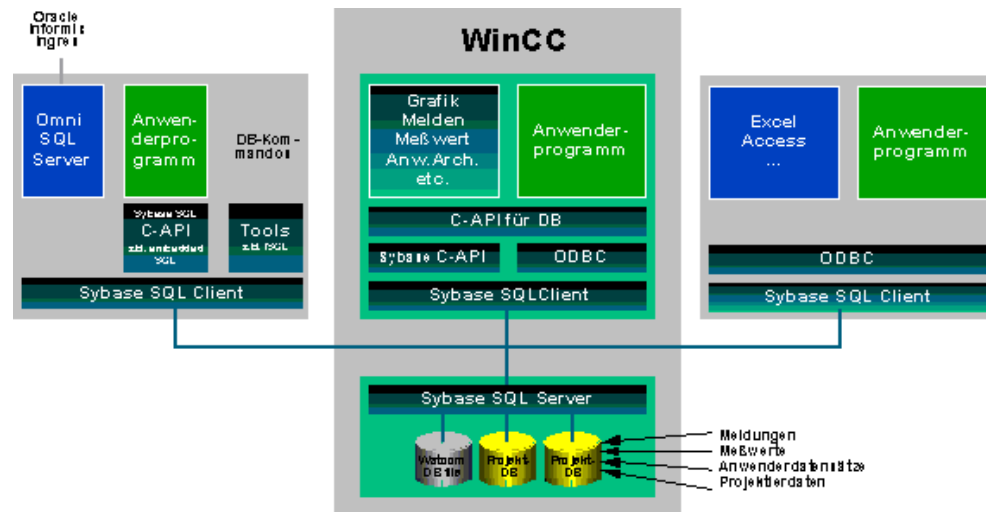 Oracle
Informix
Ingres
WinCC
Omni
SQL
Server
Anwen-
derpro-
gramm
DB-Kom-
mandos
Sybase SQL
C-API
z.B. embedded
SQL
Tools
z.B. ISQL
Sybase SQL Client
Grafik
Melden
Meßwert
Anw.Arch.
etc.
Anwender-
programm
C-API für DB
Sybase C-API
ODBC
Sybase SQLClient
Excel
Access
...
Anwender-
programm
ODBC
Sybase SQL Client
Sybase SQL Server
Watcom
DB file
Projekt-
DB
Projekt-
DB
Meldungen
Meßwerte
Anwenderdatensätze
Projektierdaten